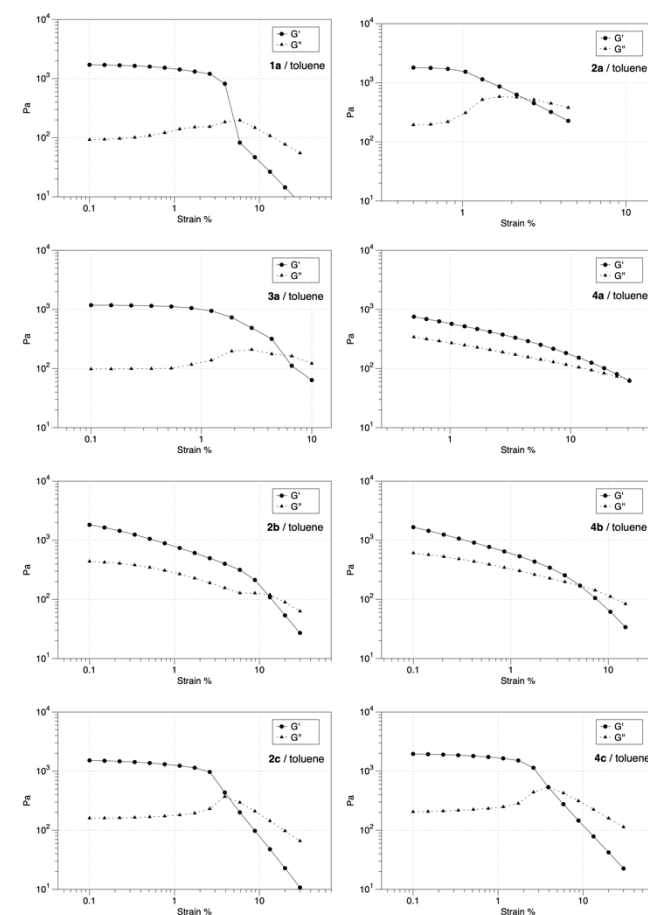 10⁴
10³
10²
10¹
Pa
G'
G"
1a / toluene
0.1 1 10
Strain %
10⁴
10³
10²
10¹
Pa
G'
G"
2a / toluene
1.0 10
Strain %
10⁴
10³
10²
10¹
Pa
G'
G"
3a / toluene
0.1 1 10
Strain %
10⁴
10³
10²
10¹
Pa
G'
G"
4a / toluene
1 10
Strain %
10⁴
10³
10²
10¹
Pa
G'
G"
2b / toluene
0.1 1 10
Strain %
10⁴
10³
10²
10¹
Pa
G'
G"
4b / toluene
0.1 1 10
Strain %
10⁴
10³
10²
10¹
Pa
G'
G"
2c / toluene
0.1 1 10
Strain %
10⁴
10³
10²
10¹
Pa
G'
G"
4c / toluene
0.1 1 10
Strain %